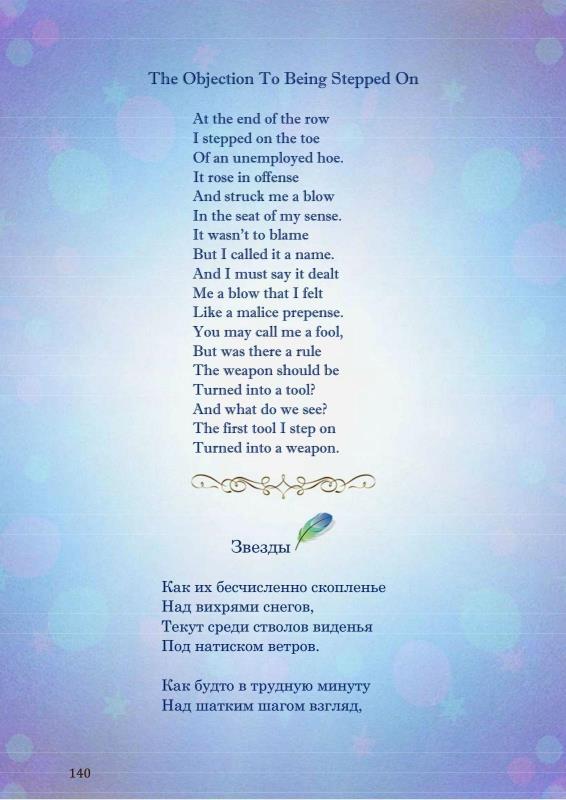 The Objection To Being Stepped On
At the end of the row
I stepped on the toe
Of an unemployed hoe.
It rose in offense
And struck me a blow
In the seat of my sense.
It wasn't to blame
But I called it a name.
And I must say it dealt
Me a blow that I felt
Like a malice prepense.
You may call me a fool,
But was there a rule
The weapon should be
Turned into a tool?
And what do we see?
The first tool I step on
Turned into a weapon.
Звезды
Как их бесчисленно скопленье
Над вихрями снегов,
Текут среди стволов виденья
Под натиском ветров.
Как будто в трудную минуту
Над шатким шагом взгляд,
140